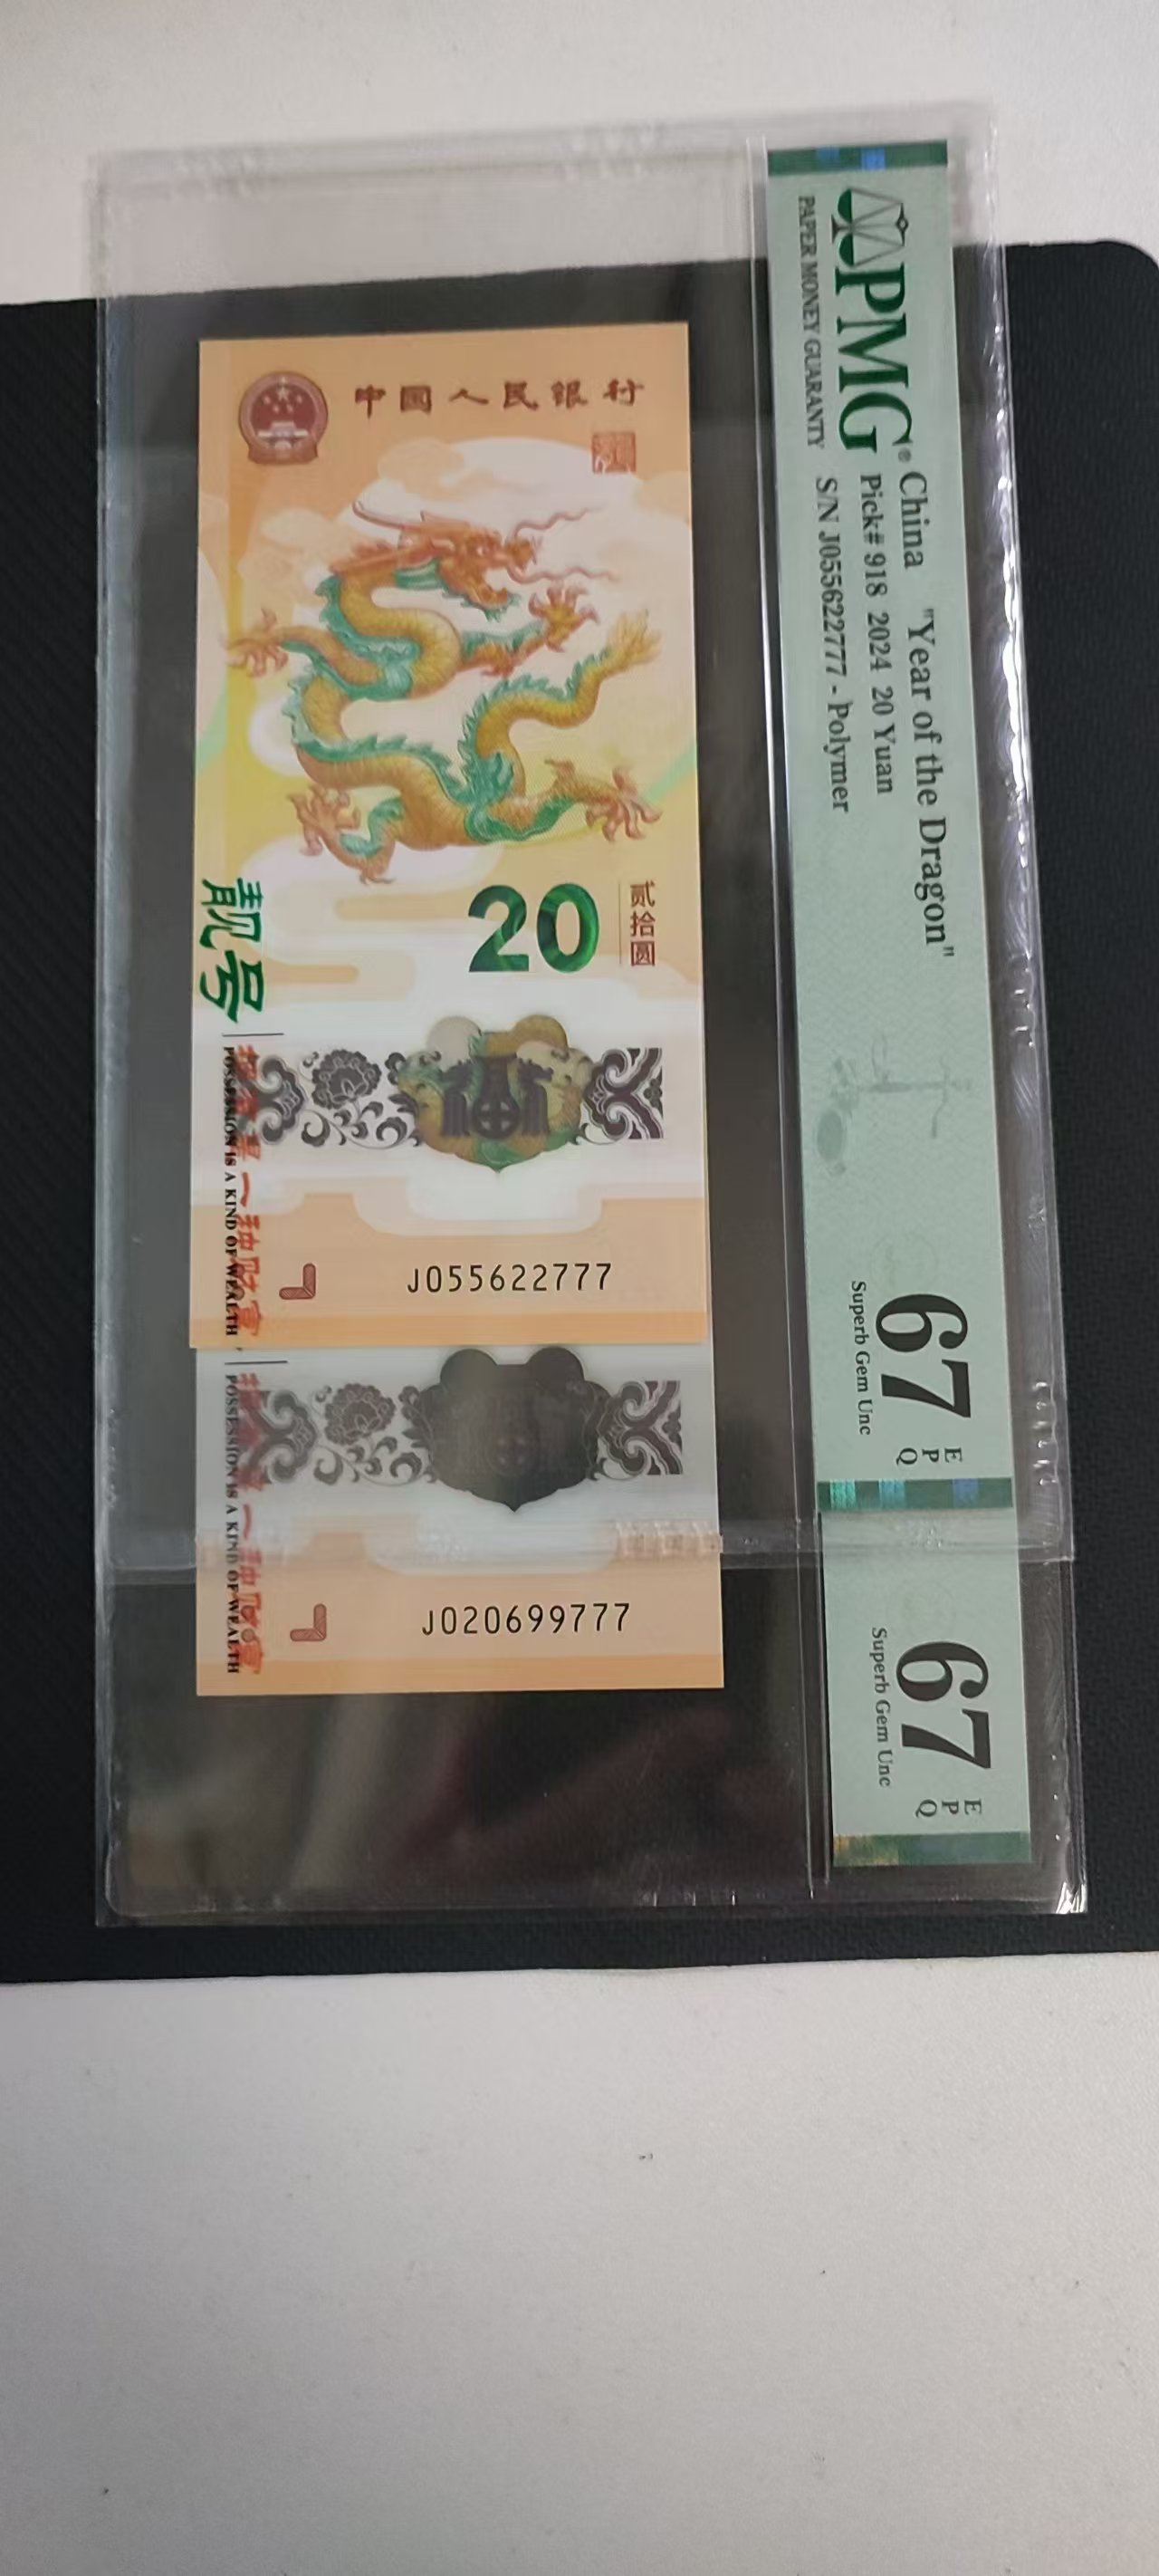 PMG®
PAPER MONEY GUARANTY
China "Year of the Dragon"
Pick# 918 2024 20 Yuan
S/N J055622777 - Polymer
67
EPQ
Superb Gem Unc
67
EPQ
Superb Gem Unc
中國人民銀行
20
贰拾圆
靓号
POSSESSION IS A KIND OF WEALTH
J055622777
POSSESSION IS A KIND OF WEALTH
J020699777